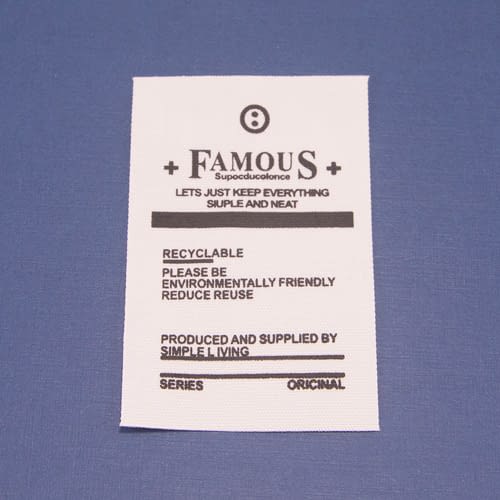 + FAMOUS +
Supocducolonce
LETS JUST KEEP EVERYTHING
SIUPLE AND NEAT
RECYCLABLE
PLEASE BE
ENVIRONMENTALLY FRIENDLY
REDUCE REUSE
PRODUCED AND SUPPLIED BY
SIMPLE LIVING
SERIES ORICINAL